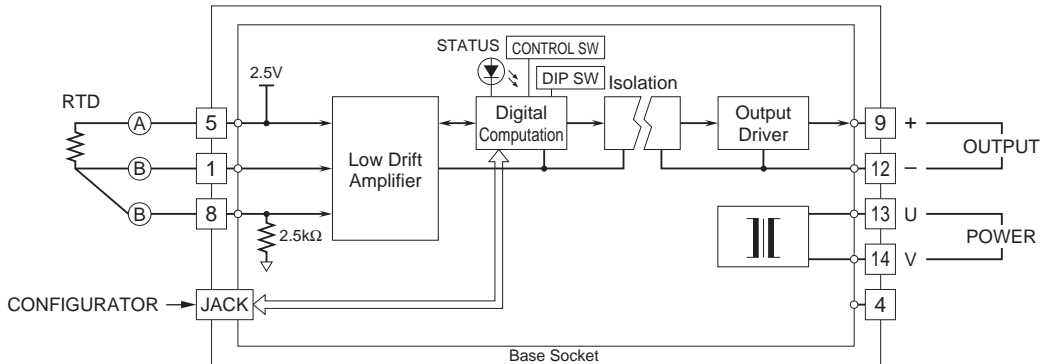 STATUS
CONTROL SW
2.5V
DIP SW
Isolation
RTD
A
5
Digital
Computation
Output
Driver
9
+
OUTPUT
B
1
Low Drift
Amplifier
12
–
B
8
13
U
2.5kΩ
POWER
14
V
CONFIGURATOR
JACK
4
Base Socket